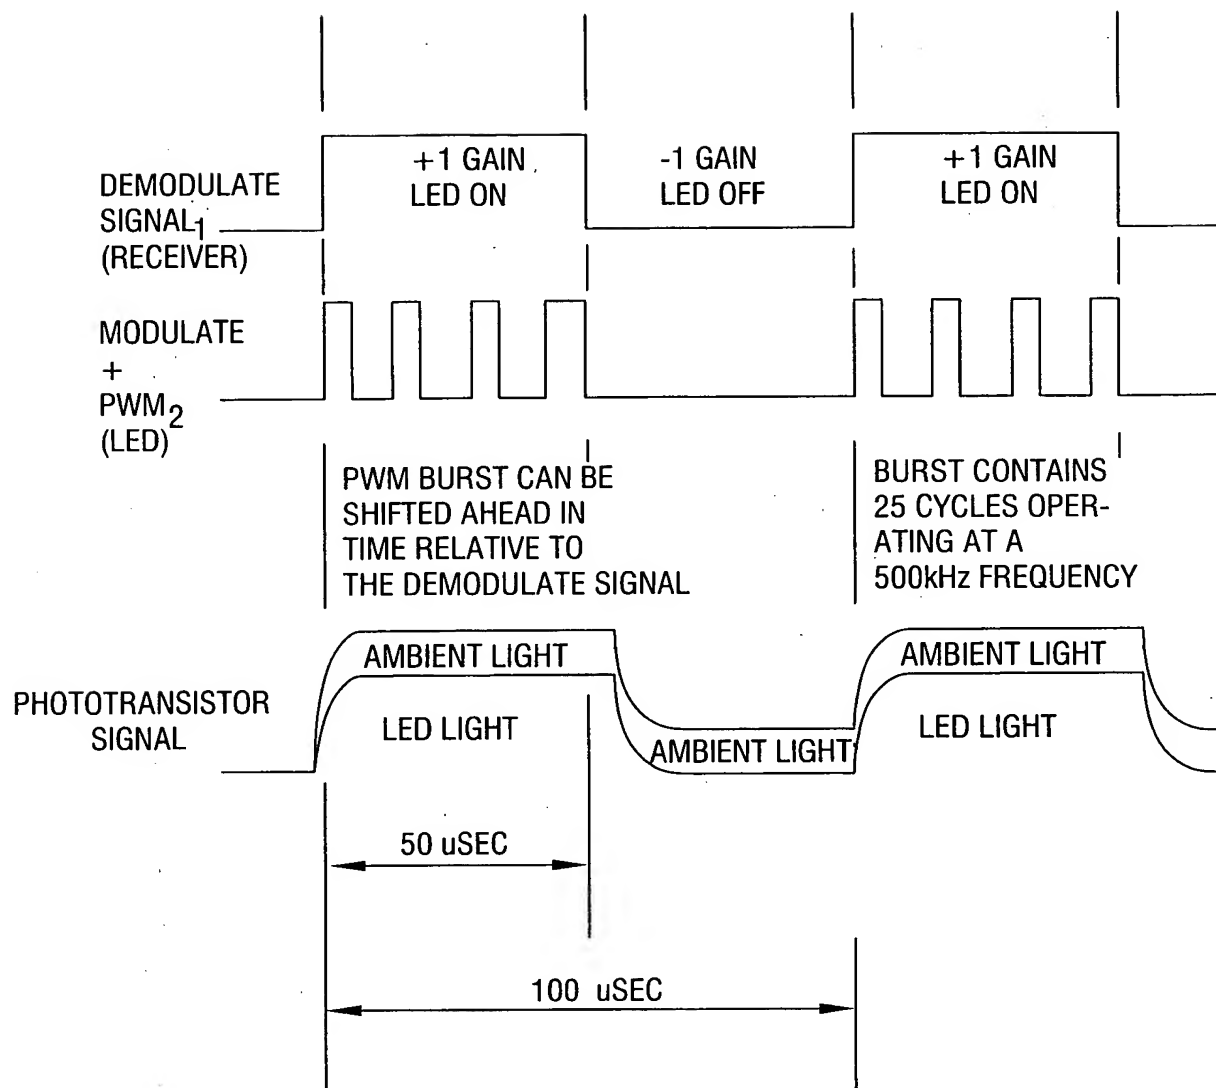 +1 GAIN
LED ON
-1 GAIN
LED OFF
+1 GAIN
LED ON
DEMODULATE
SIGNAL1
(RECEIVER)
MODULATE
+
PWM2
(LED)
PWM BURST CAN BE
SHIFTED AHEAD IN
TIME RELATIVE TO
THE DEMODULATE SIGNAL
BURST CONTAINS
25 CYCLES OPER-
ATING AT A
500kHz FREQUENCY
AMBIENT LIGHT
AMBIENT LIGHT
PHOTOTRANSISTOR
SIGNAL
LED LIGHT
AMBIENT LIGHT
LED LIGHT
50 uSEC
100 uSEC